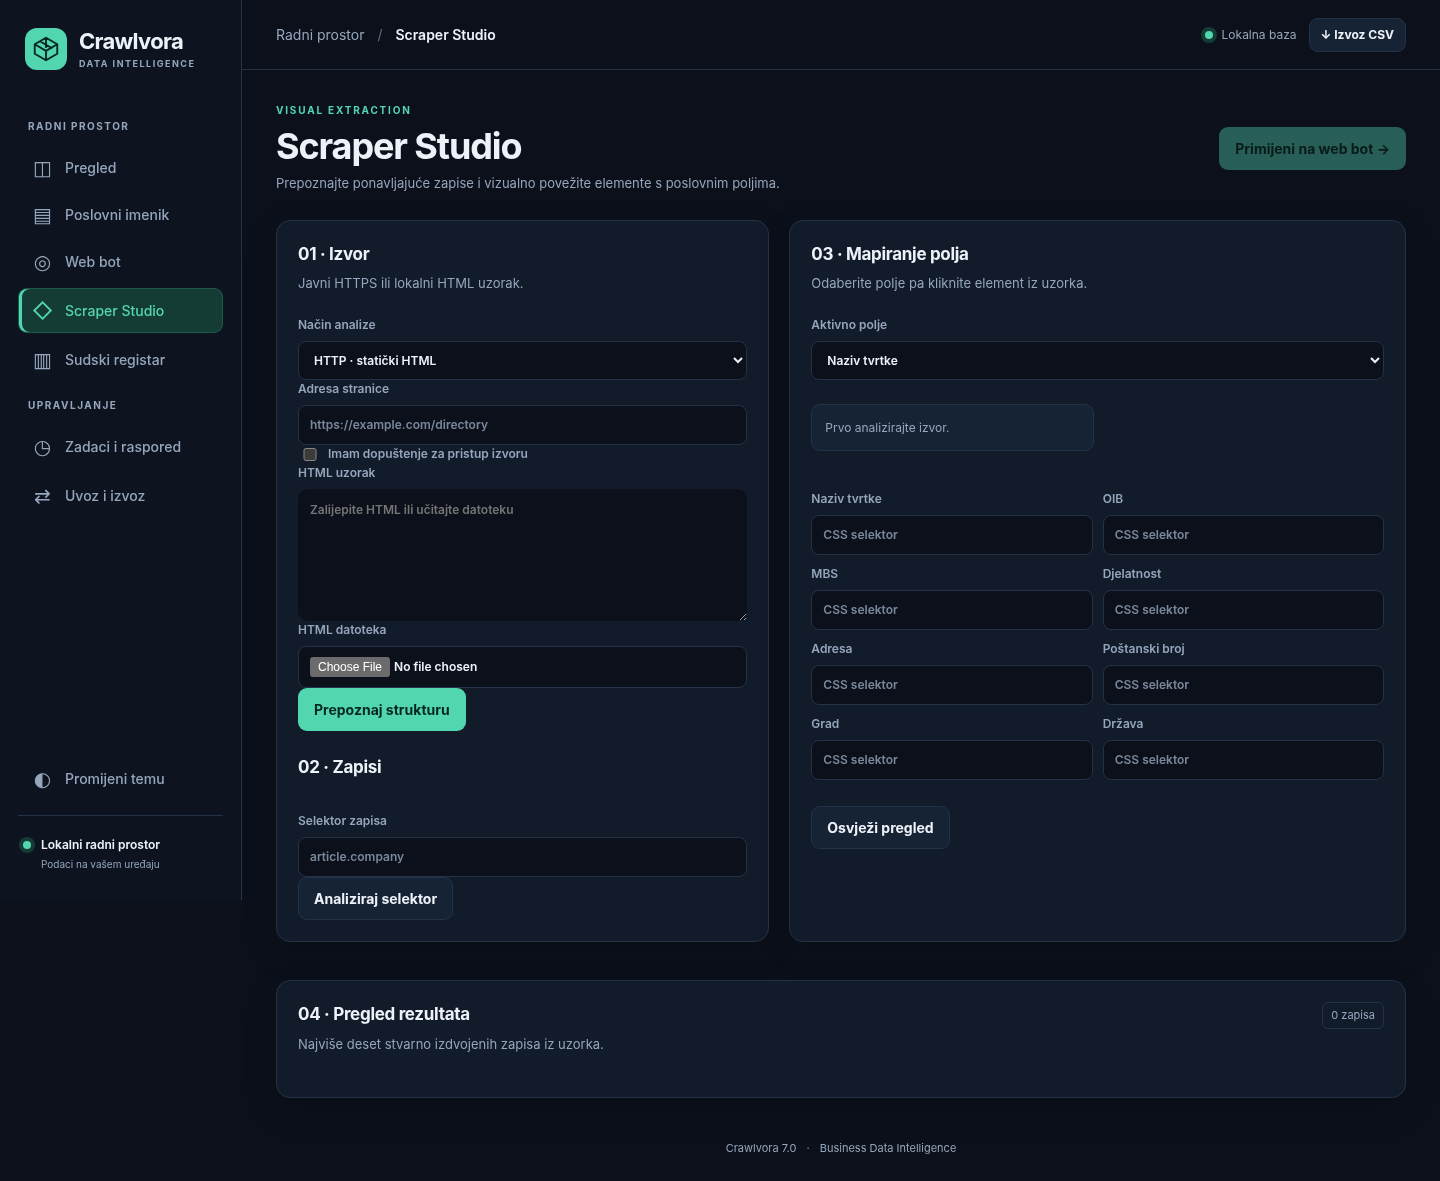 Crawlvora
DATA INTELLIGENCE
RADNI PROSTOR
Pregled
Poslovni imenik
Web bot
Scraper Studio
Sudski registar
UPRAVLJANJE
Zadaci i raspored
Uvoz i izvoz
Promijeni temu
Lokalni radni prostor
Podaci na vašem uređaju
Radni prostor / Scraper Studio
Lokalna baza
↓ Izvoz CSV
VISUAL EXTRACTION
Scraper Studio
Prepoznajte ponavljajuće zapise i vizualno povežite elemente s poslovnim poljima.
Primijeni na web bot →
01 · Izvor
Javni HTTPS ili lokalni HTML uzorak.
Način analize
HTTP · statički HTML
Adresa stranice
https://example.com/directory
Imam dopuštenje za pristup izvoru
HTML uzorak
Zalijepite HTML ili učitajte datoteku
HTML datoteka
Choose File No file chosen
Prepoznaj strukturu
02 · Zapisi
Selektor zapisa
article.company
Analiziraj selektor
03 · Mapiranje polja
Odaberite polje pa kliknite element iz uzorka.
Aktivno polje
Naziv tvrtke
Prvo analizirajte izvor.
Naziv tvrtke OIB
CSS selektor CSS selektor
MBS Djelatnost
CSS selektor CSS selektor
Adresa Poštanski broj
CSS selektor CSS selektor
Grad Država
CSS selektor CSS selektor
Osvježi pregled
04 · Pregled rezultata
0 zapisa
Najviše deset stvarno izdvojenih zapisa iz uzorka.
Crawlvora 7.0 · Business Data Intelligence